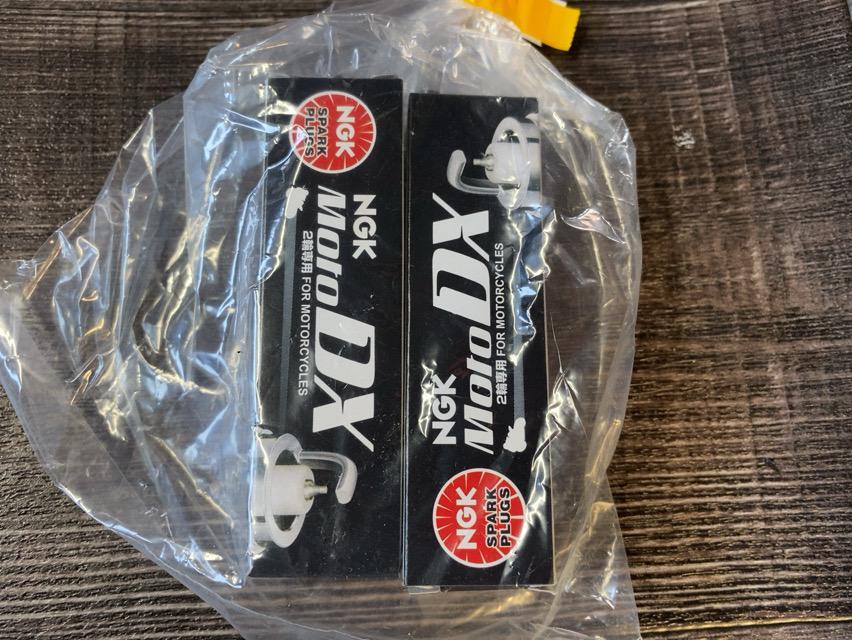 NGK
SPARK
PLUGS
NGK
MotoDX
2輪専用 FOR MOTORCYCLES
NGK
SPARK
PLUGS
NGK
MotoDX
2輪専用 FOR MOTORCYCLES